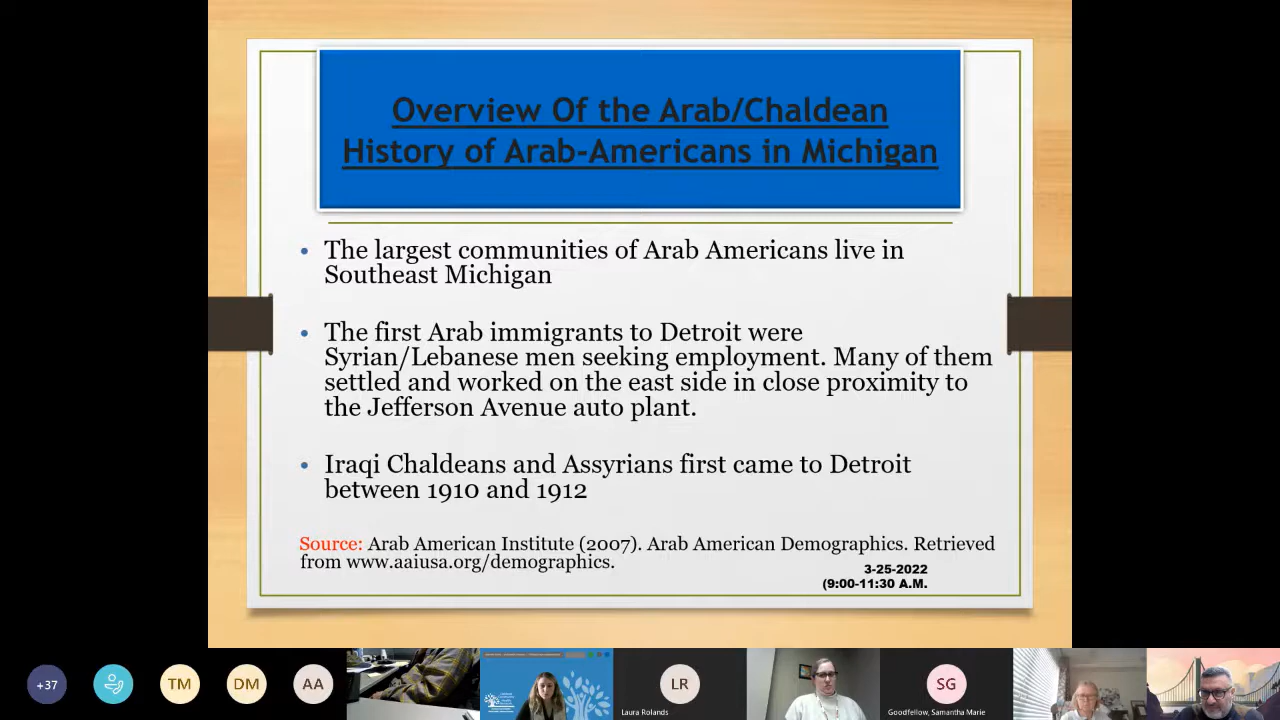 Overview Of the Arab/Chaldean
History of Arab-Americans in Michigan
• The largest communities of Arab Americans live in
Southeast Michigan
• The first Arab immigrants to Detroit were
Syrian/Lebanese men seeking employment. Many of them
settled and worked on the east side in close proximity to
the Jefferson Avenue auto plant.
• Iraqi Chaldeans and Assyrians first came to Detroit
between 1910 and 1912
Source: Arab American Institute (2007). Arab American Demographics. Retrieved
from www.aaiusa.org/demographics.
3-25-2022
(9:00-11:30 A.M.
+37
TM
DM
AA
LR
Laura Rolands
SG
Goodfellow, Samantha Marie